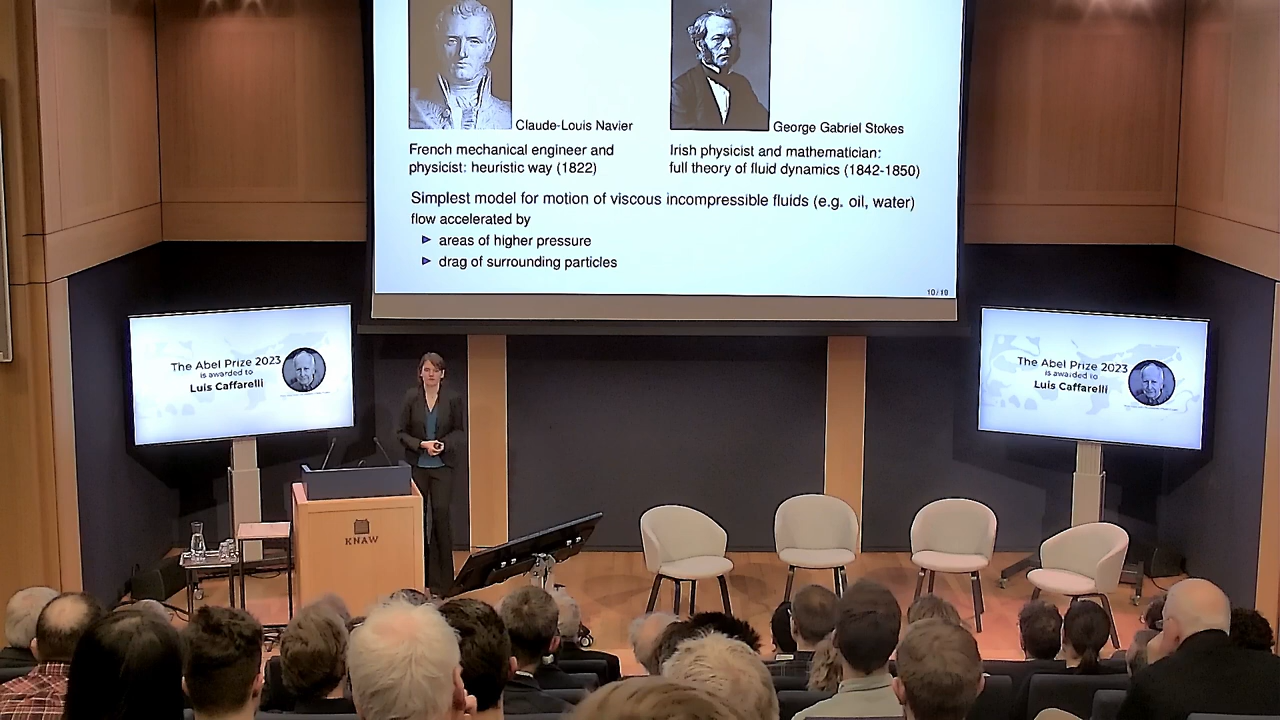 Claude-Louis Navier
French mechanical engineer and
physicist: heuristic way (1822)
George Gabriel Stokes
Irish physicist and mathematician:
full theory of fluid dynamics (1842-1850)
Simplest model for motion of viscous incompressible fluids (e.g. oil, water)
flow accelerated by
areas of higher pressure
drag of surrounding particles
10/19
The Abel Prize 2023
is awarded to
Luis Caffarelli
The Abel Prize 2023
is awarded to
Luis Caffarelli
KNAW